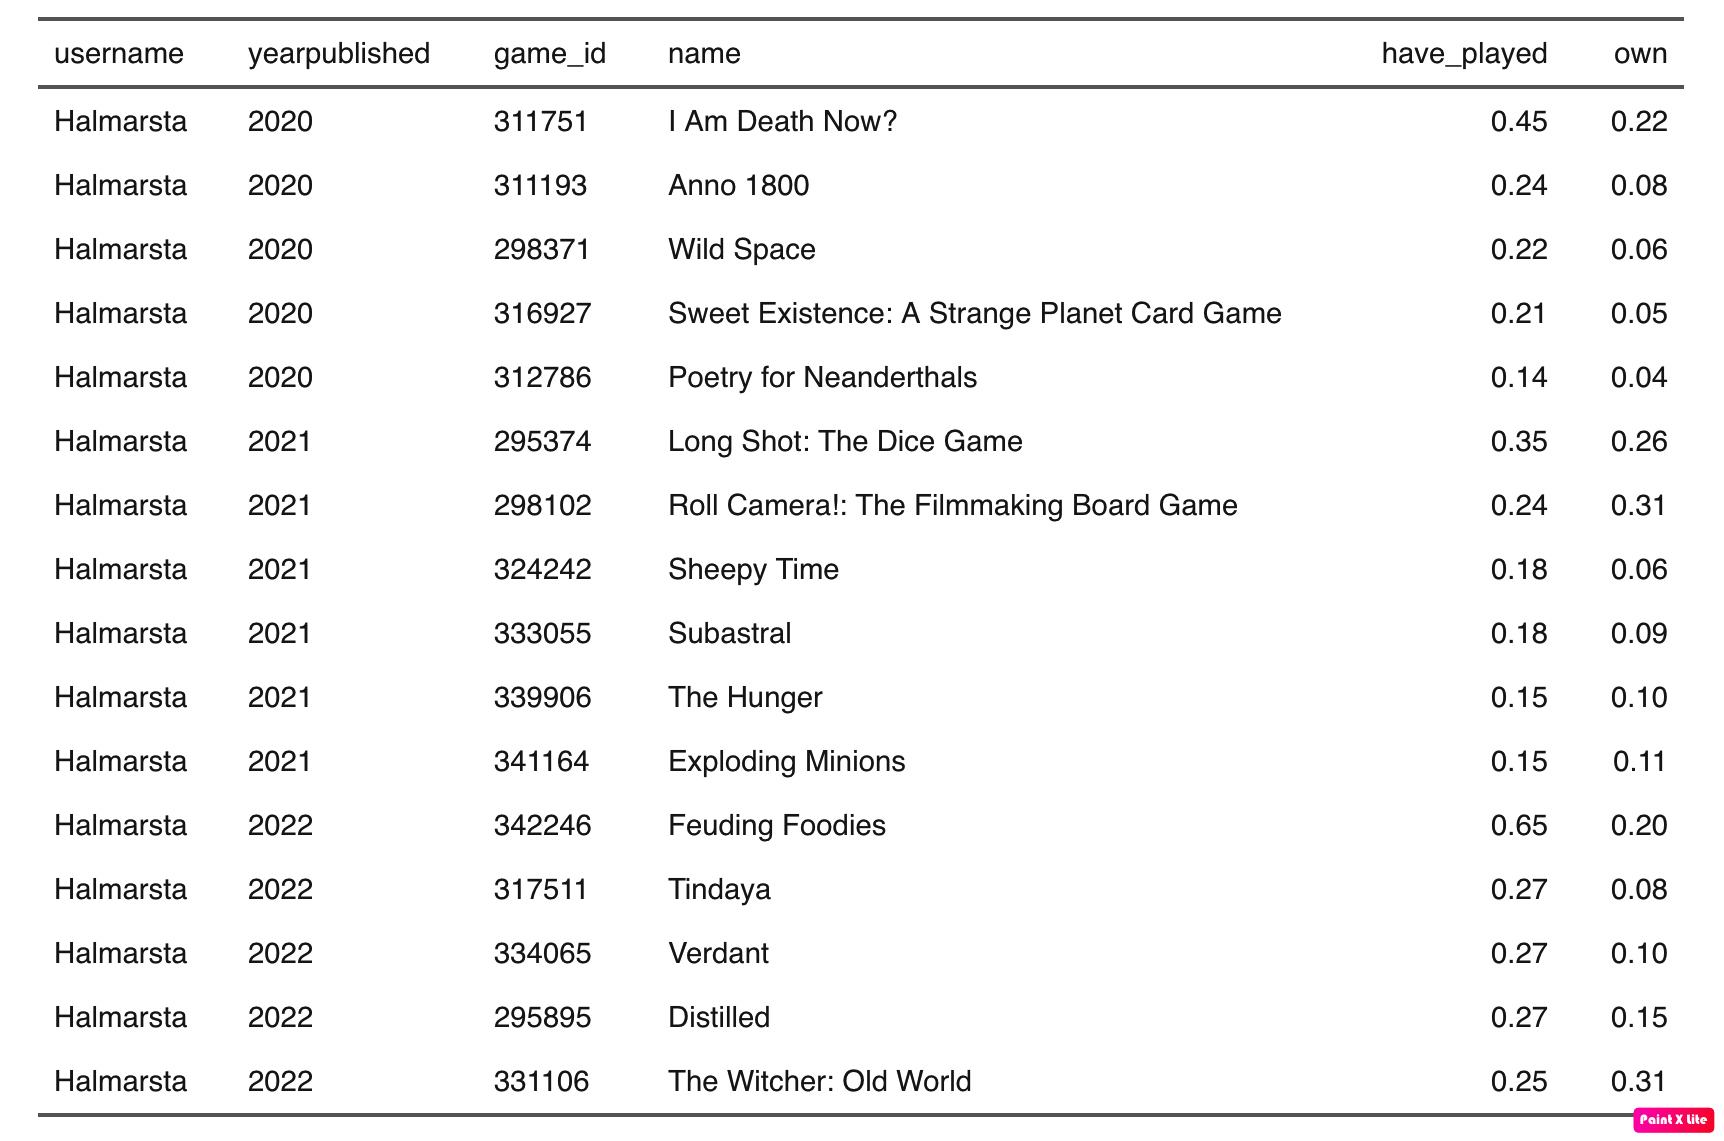 username yearpublished game_id name have_played own
Halmarsta 2020 311751 I Am Death Now? 0.45 0.22
Halmarsta 2020 311193 Anno 1800 0.24 0.08
Halmarsta 2020 298371 Wild Space 0.22 0.06
Halmarsta 2020 316927 Sweet Existence: A Strange Planet Card Game 0.21 0.05
Halmarsta 2020 312786 Poetry for Neanderthals 0.14 0.04
Halmarsta 2021 295374 Long Shot: The Dice Game 0.35 0.26
Halmarsta 2021 298102 Roll Camera!: The Filmmaking Board Game 0.24 0.31
Halmarsta 2021 324242 Sheepy Time 0.18 0.06
Halmarsta 2021 333055 Subastral 0.18 0.09
Halmarsta 2021 339906 The Hunger 0.15 0.10
Halmarsta 2021 341164 Exploding Minions 0.15 0.11
Halmarsta 2022 342246 Feuding Foodies 0.65 0.20
Halmarsta 2022 317511 Tindaya 0.27 0.08
Halmarsta 2022 334065 Verdant 0.27 0.10
Halmarsta 2022 295895 Distilled 0.27 0.15
Halmarsta 2022 331106 The Witcher: Old World 0.25 0.31
Paint X Lite